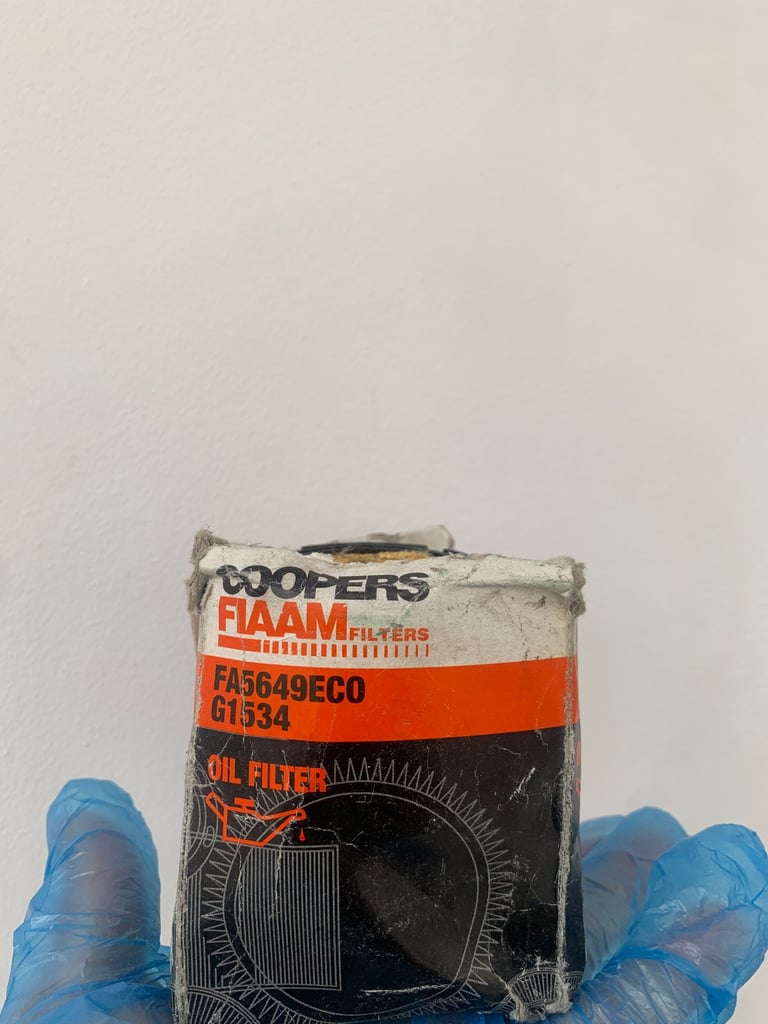 COOPERS
FIAAM FILTERS
FA5649ECO
G1534
OIL FILTER